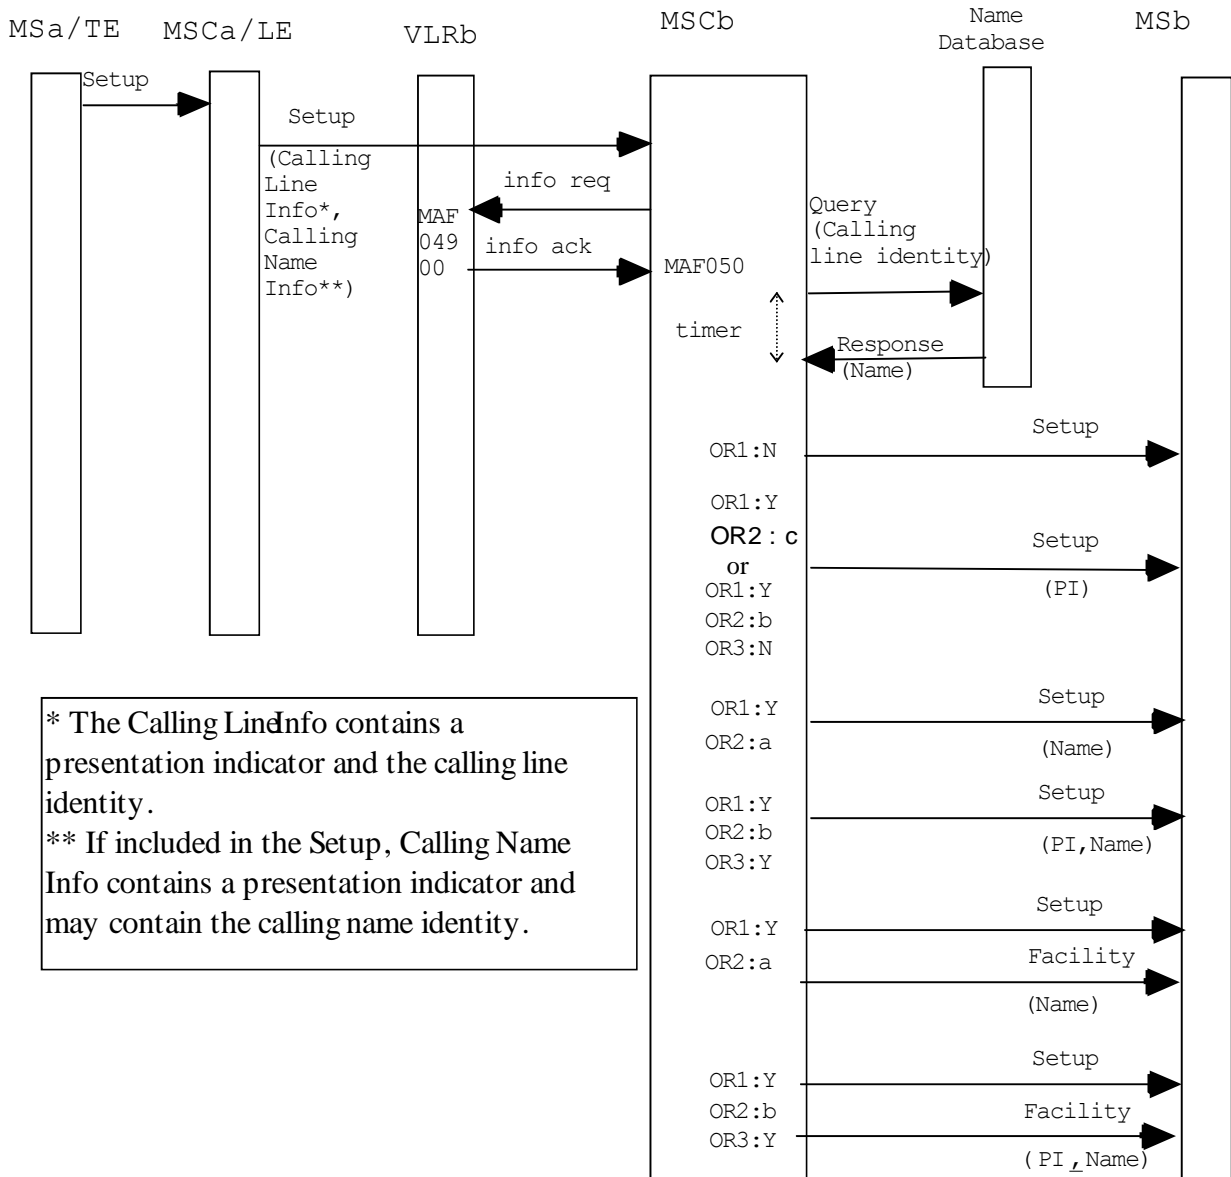 MSa/TE
MSCa/LE
VLRb
MSCb
Name
Database
MSb
Setup
Setup
(Calling
Line
Info*,
Calling
Name
Info**)
info req
MAF
049
00
info ack
MAF050
Query
(Calling
line identity)
timer
Response
(Name)
OR1:N
Setup
OR1:Y
OR2 : c
or
OR1:Y
OR2:b
OR3:N
Setup
(PI)
OR1:Y
OR2:a
Setup
(Name)
OR1:Y
OR2:b
OR3:Y
Setup
(PI,Name)
OR1:Y
OR2:a
Setup
Facility
(Name)
OR1:Y
OR2:b
OR3:Y
Setup
Facility
( PI , Name)
* The Calling LineInfo contains a
presentation indicator and the calling line
identity.
** If included in the Setup, Calling Name
Info contains a presentation indicator and
may contain the calling name identity.